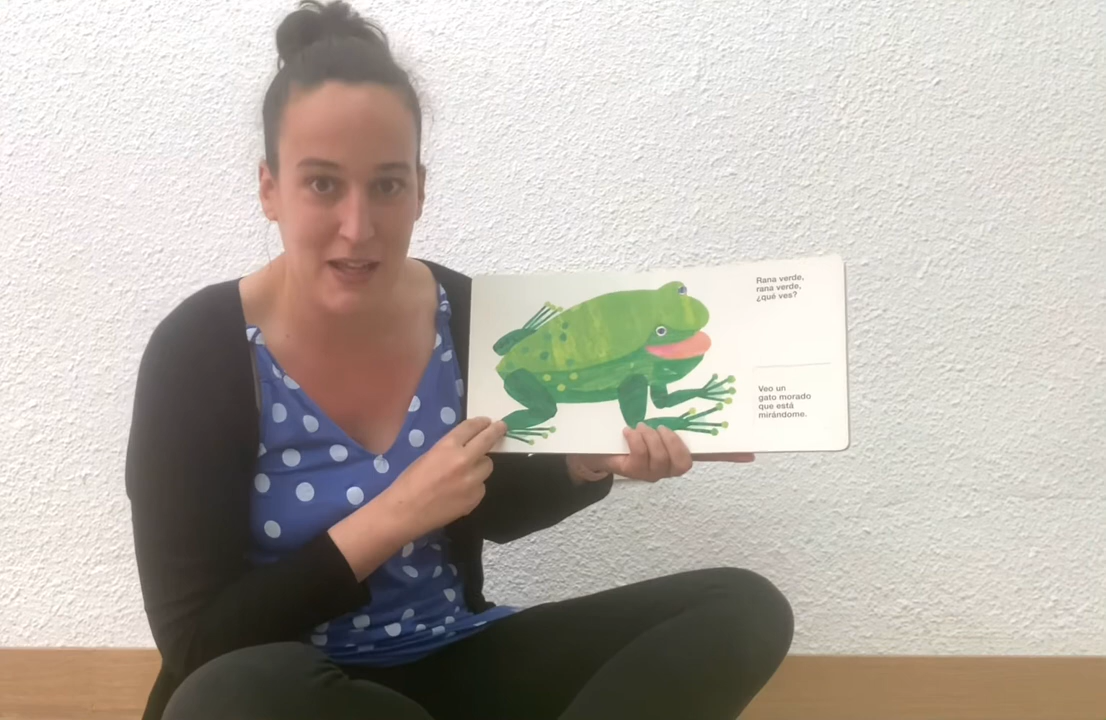 Rana verde,
rana verde,
¿qué ves?
Veo un
gato morado
que está
mirándome.